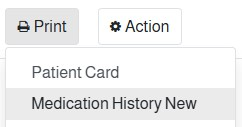 Print Action
Patient Card
Medication History New